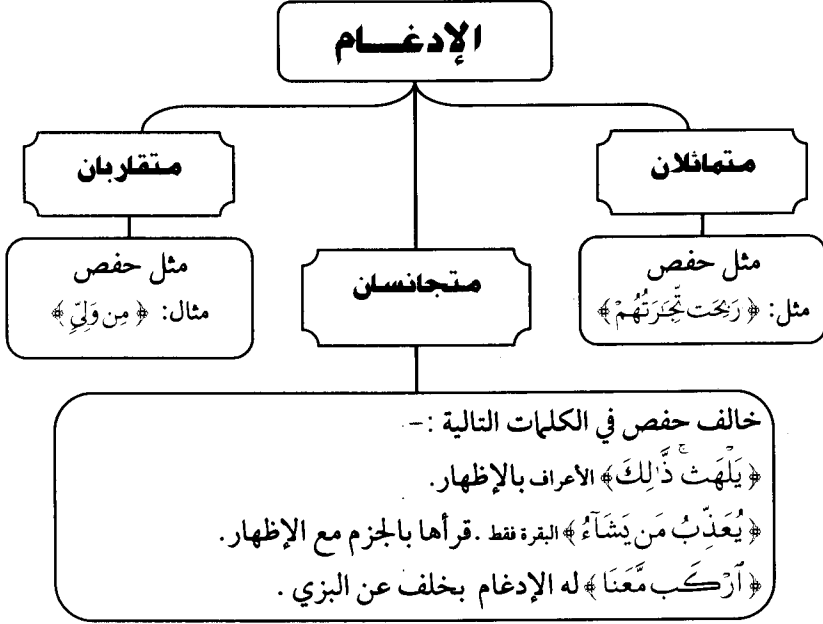 الإدغـــام
متماثلان
مثل حفص
مثل: ﴿رَبِحَت تِّجَٰرَتُهُمْ﴾
متجانسان
متقاربان
مثل حفص
مثال: ﴿مِن وَلِيِّ﴾
خالف حفص في الكلمات التالية :-
﴿يَلْهَث ۚ ذَّٰلِكَ﴾ الأعراف بالإظهار.
﴿يُعَذِّبُ مَن يَشَآءُ﴾ البقرة فقط . قرأها بالجزم مع الإظهار.
﴿ٱرْكَب مَّعَنَا﴾ له الإدغام بخلف عن البزي .